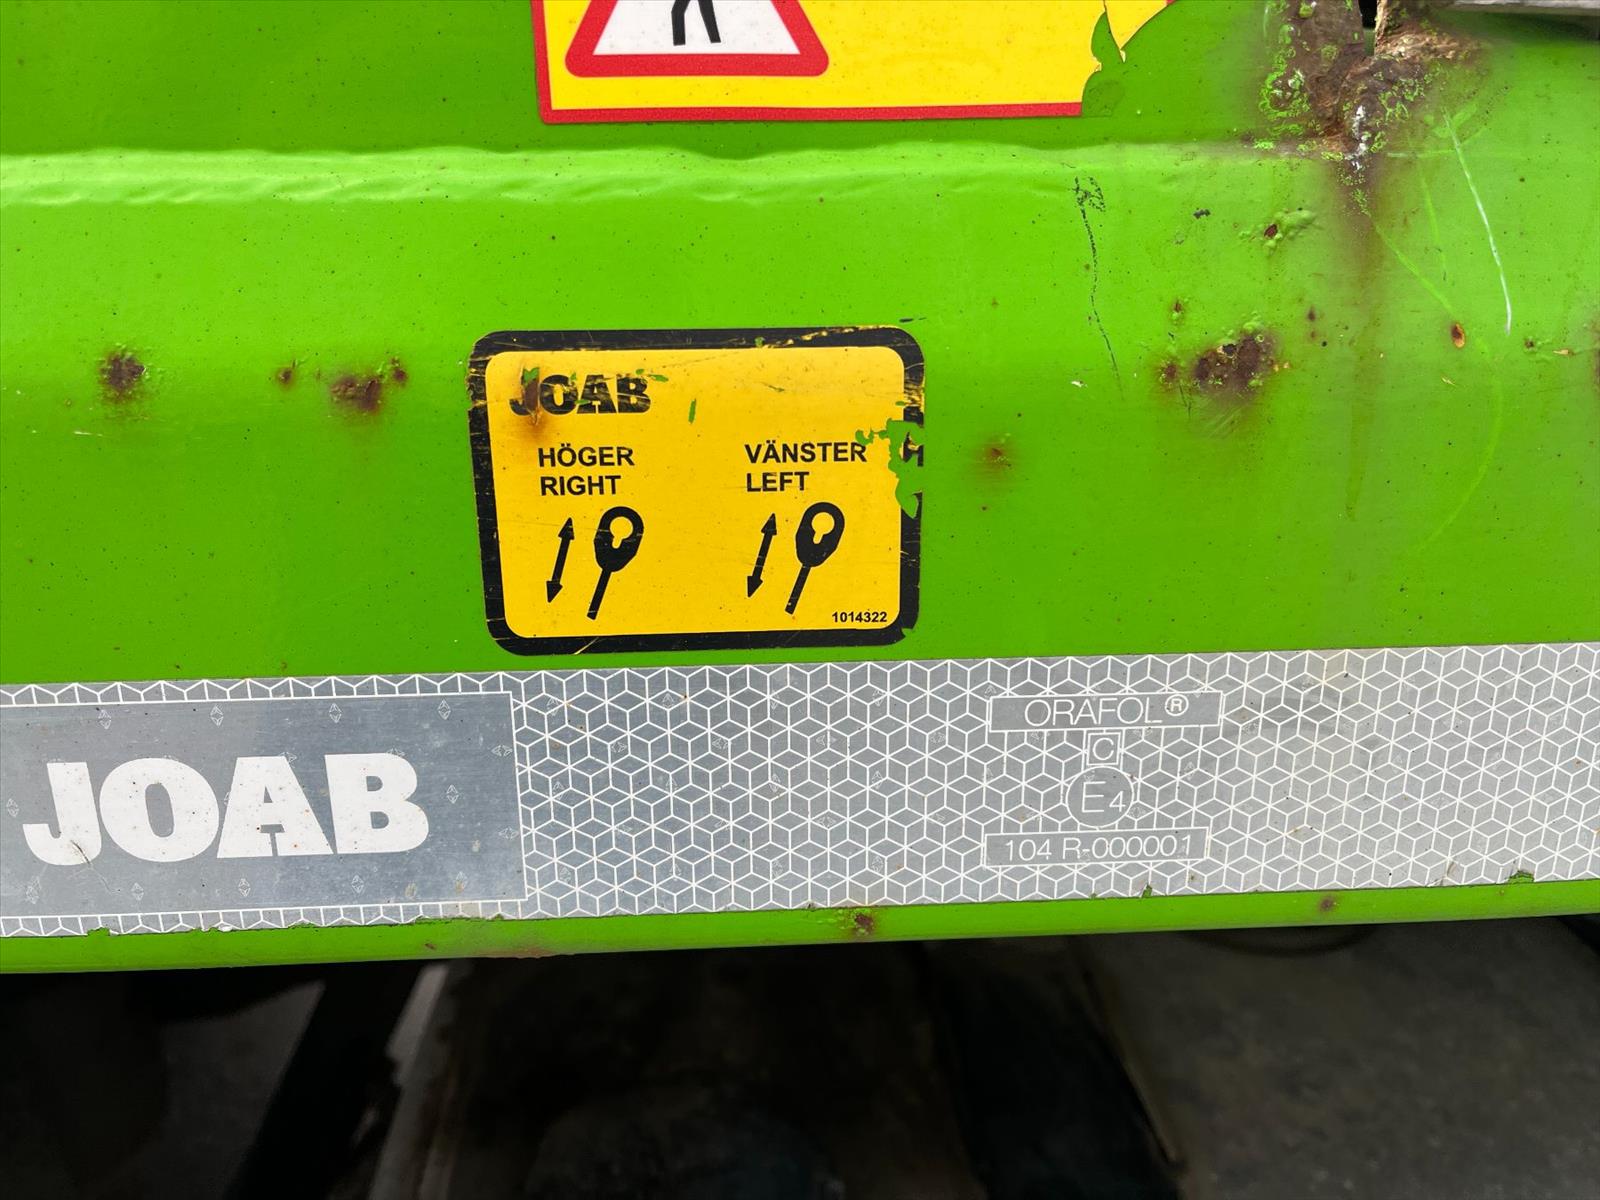 JOAB
HÖGER
RIGHT
VÄNSTER
LEFT
1014322
JOAB
ORAFOL®
C
E4
104 R-000001